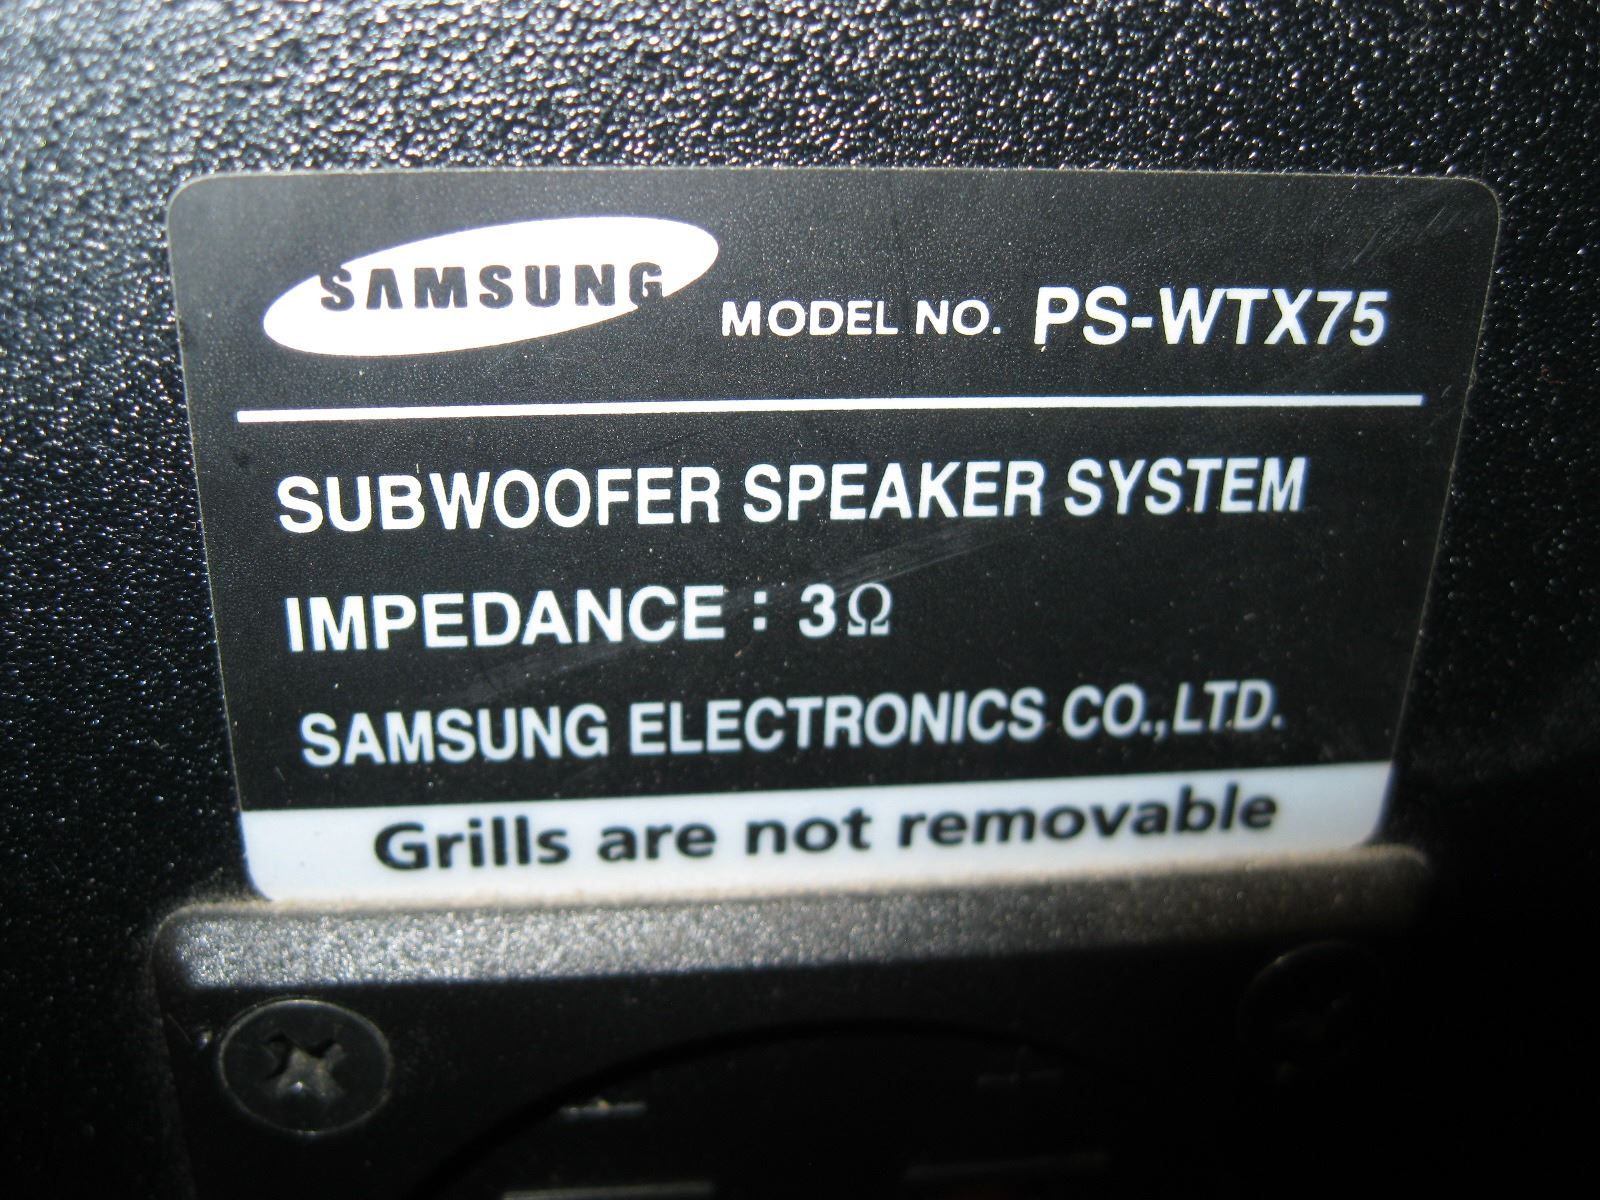 SAMSUNG MODEL NO. PS-WTX75
SUBWOOFER SPEAKER SYSTEM
IMPEDANCE : 3Ω
SAMSUNG ELECTRONICS CO.,LTD.
Grills are not removable